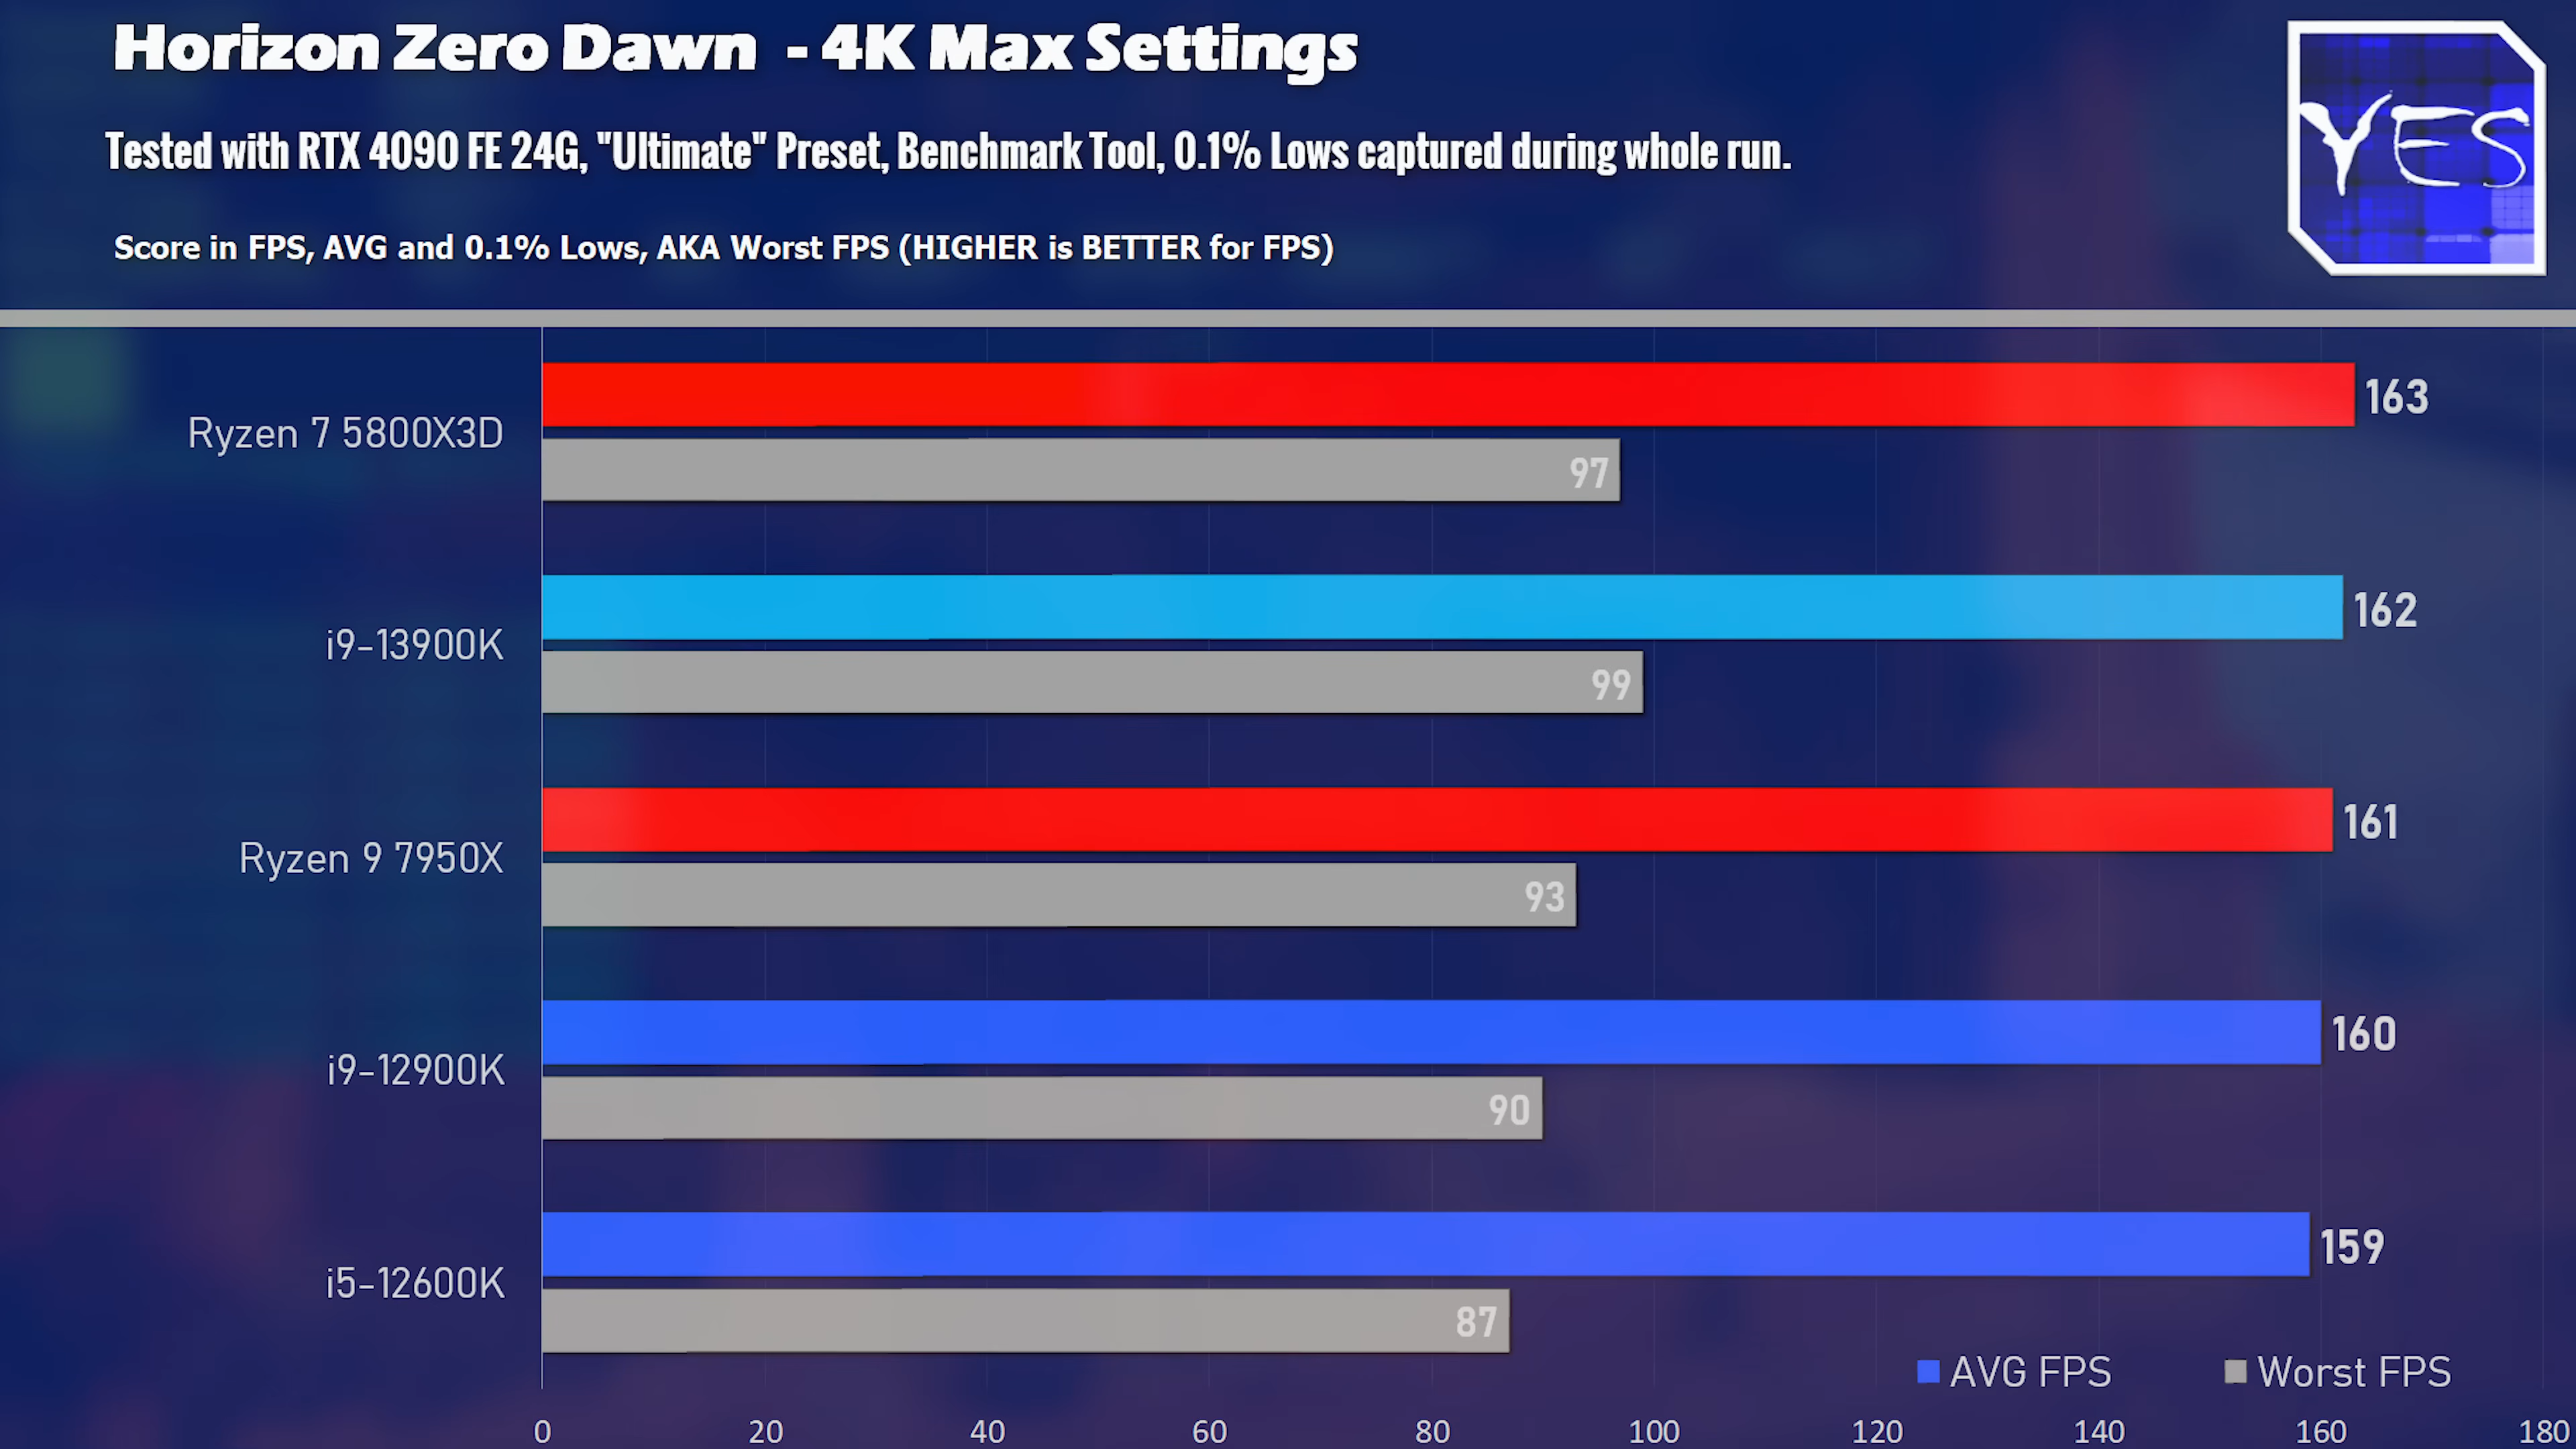 Horizon Zero Dawn - 4K Max Settings
Tested with RTX 4090 FE 24G, "Ultimate" Preset, Benchmark Tool, 0.1% Lows captured during whole run.
Score in FPS, AVG and 0.1% Lows, AKA Worst FPS (HIGHER is BETTER for FPS)
YES
Ryzen 7 5800X3D
163
97
i9-13900K
162
99
Ryzen 9 7950X
161
93
i9-12900K
160
90
i5-12600K
159
87
AVG FPS Worst FPS
0 20 40 60 80 100 120 140 160 180